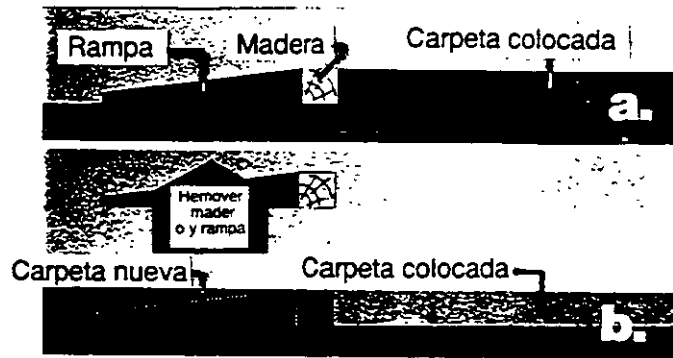 Rampa Madera Carpeta colocada
a.
Hemover
mader
o y rampa
Carpeta nueva Carpeta colocada
b.